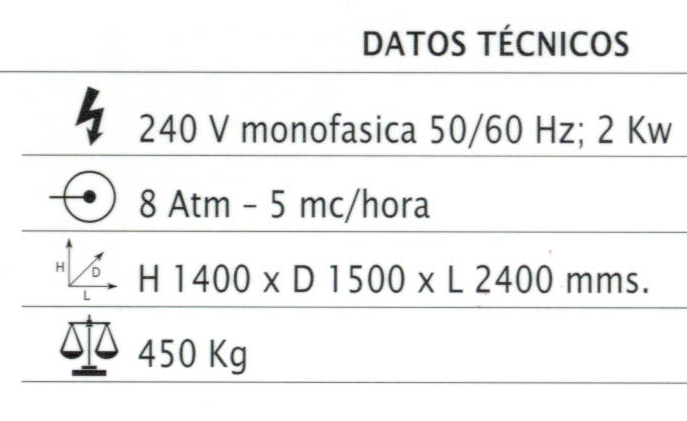 DATOS TÉCNICOS
240 V monofasica 50/60 Hz; 2 Kw
8 Atm – 5 mc/hora
H
D
L
H 1400 x D 1500 x L 2400 mms.
450 Kg